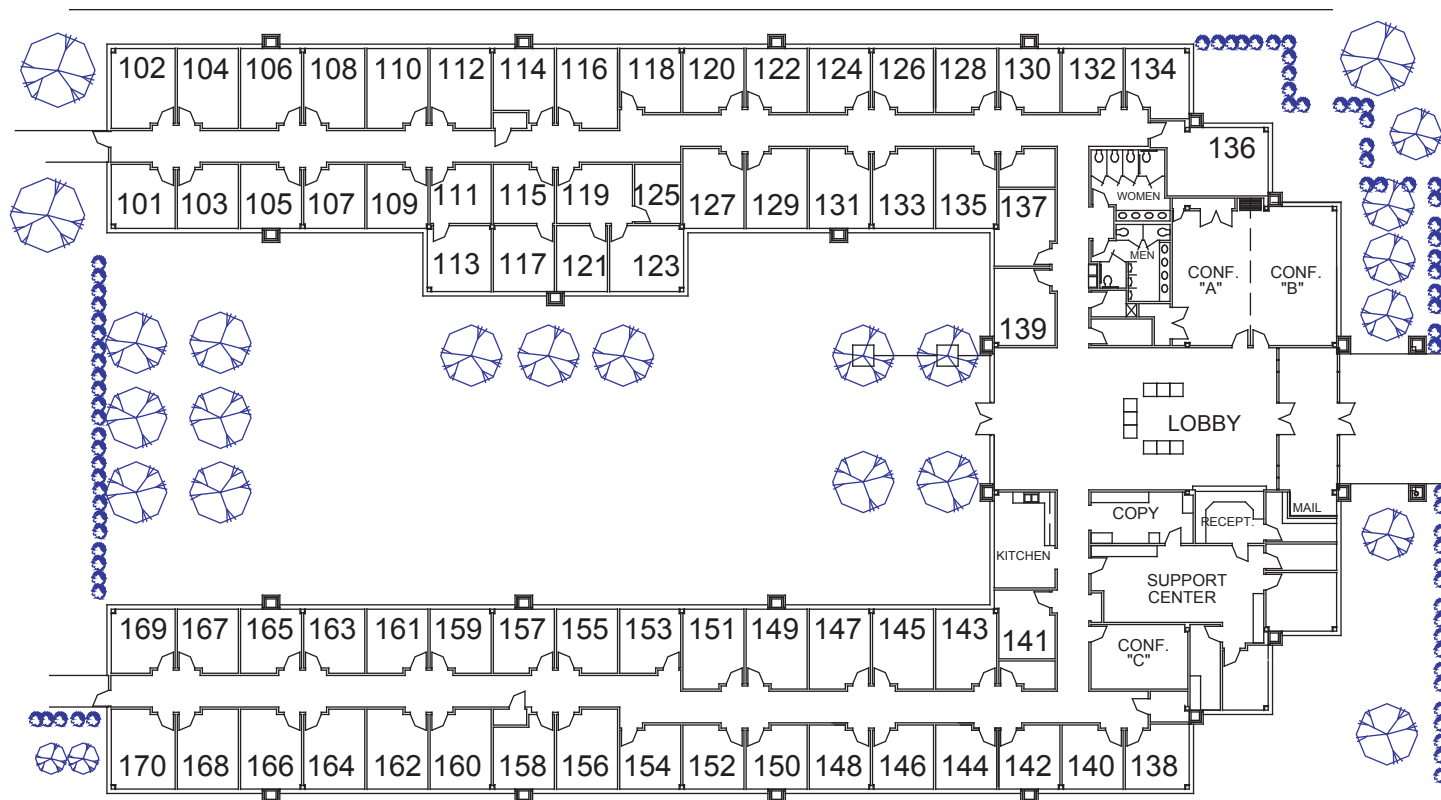 102 104 106 108 110 112 114 116 118 120 122 124 126 128 130 132 134
136
101 103 105 107 109 111 115 119 125 127 129 131 133 135 137
WOMEN
113 117 121 123
MEN
CONF.
"A"
CONF.
"B"
139
LOBBY
COPY
RECEPT.
MAIL
KITCHEN
SUPPORT
CENTER
169 167 165 163 161 159 157 155 153 151 149 147 145 143 141
CONF.
"C"
170 168 166 164 162 160 158 156 154 152 150 148 146 144 142 140 138